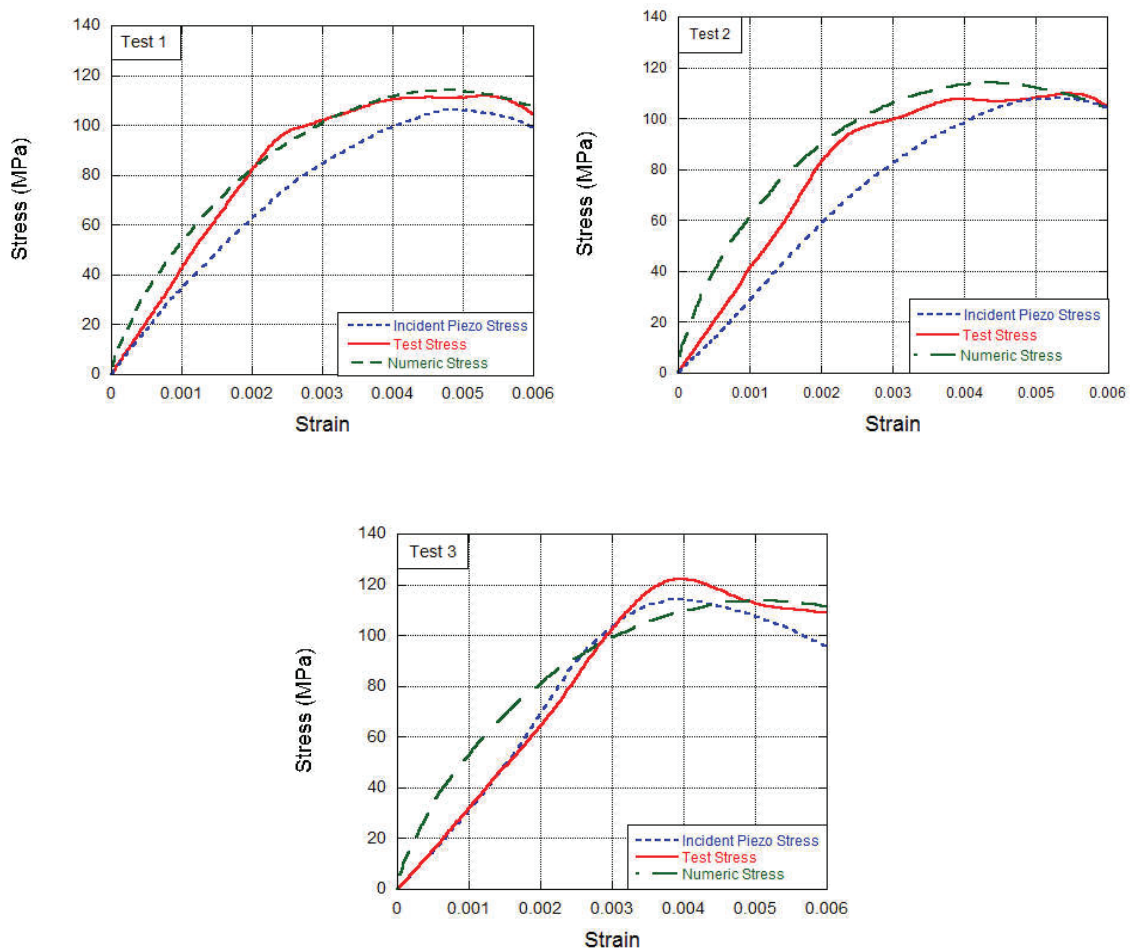 Test 1
Stress (MPa)
140
120
100
80
60
40
20
0
Incident Piezo Stress
Test Stress
Numeric Stress
0 0.001 0.002 0.003 0.004 0.005 0.006
Strain
Test 2
Stress (MPa)
140
120
100
80
60
40
20
0
Incident Piezo Stress
Test Stress
Numeric Stress
0 0.001 0.002 0.003 0.004 0.005 0.006
Strain
Test 3
Stress (MPa)
140
120
100
80
60
40
20
0
Incident Piezo Stress
Test Stress
Numeric Stress
0 0.001 0.002 0.003 0.004 0.005 0.006
Strain